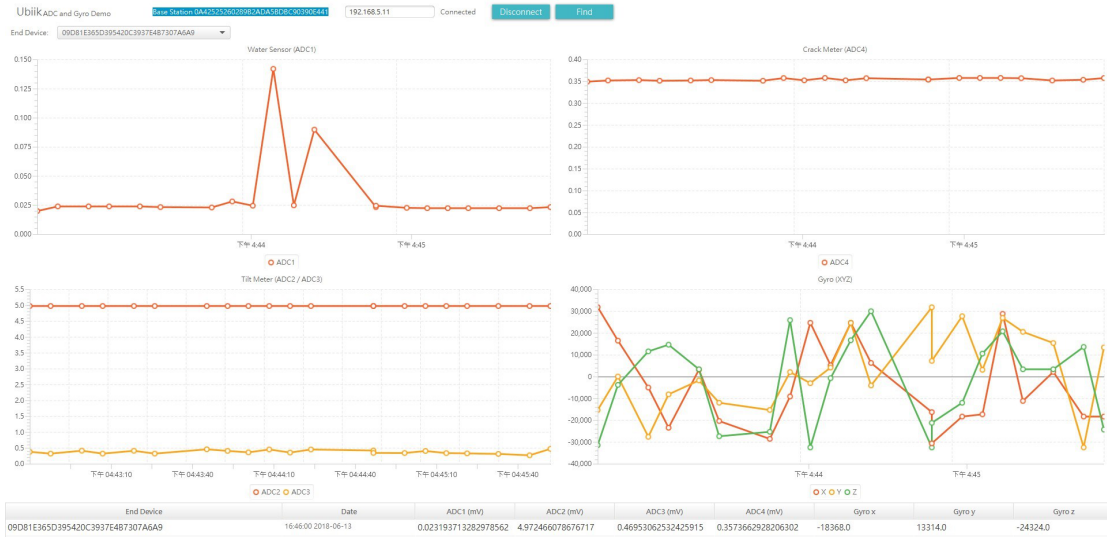 Ubiik ADC and Gyro Demo Base Station 0A42525260289B2ADA5BDBC90390E441 192.168.5.11 Connected Disconnect Find
End Device: 09D81E365D395420C3937E4B7307A6A9
Water Sensor (ADC1)
0.150
0.125
0.100
0.075
0.050
0.025
0.000
下午 4:44 下午 4:45
ADC1
Crack Meter (ADC4)
0.40
0.35
0.30
0.25
0.20
0.15
0.10
0.05
0.00
下午 4:44 下午 4:45
ADC4
Tilt Meter (ADC2 / ADC3)
5.5
5.0
4.5
4.0
3.5
3.0
2.5
2.0
1.5
1.0
0.5
0.0
下午 04:43:10 下午 04:43:40 下午 04:44:10 下午 04:44:40 下午 04:45:10 下午 04:45:40
ADC2 ADC3
Gyro (XYZ)
40,000
30,000
20,000
10,000
0
-10,000
-20,000
-30,000
-40,000
下午 4:44 下午 4:45
X Y Z
End Device Date ADC1 (mV) ADC2 (mV) ADC3 (mV) ADC4 (mV) Gyro x Gyro y Gyro z
09D81E365D395420C3937E4B7307A6A9 16:46:00 2018-06-13 0.023193713282978562 4.972466078676717 0.46953062532425915 0.3573662928206302 -18368.0 13314.0 -24324.0